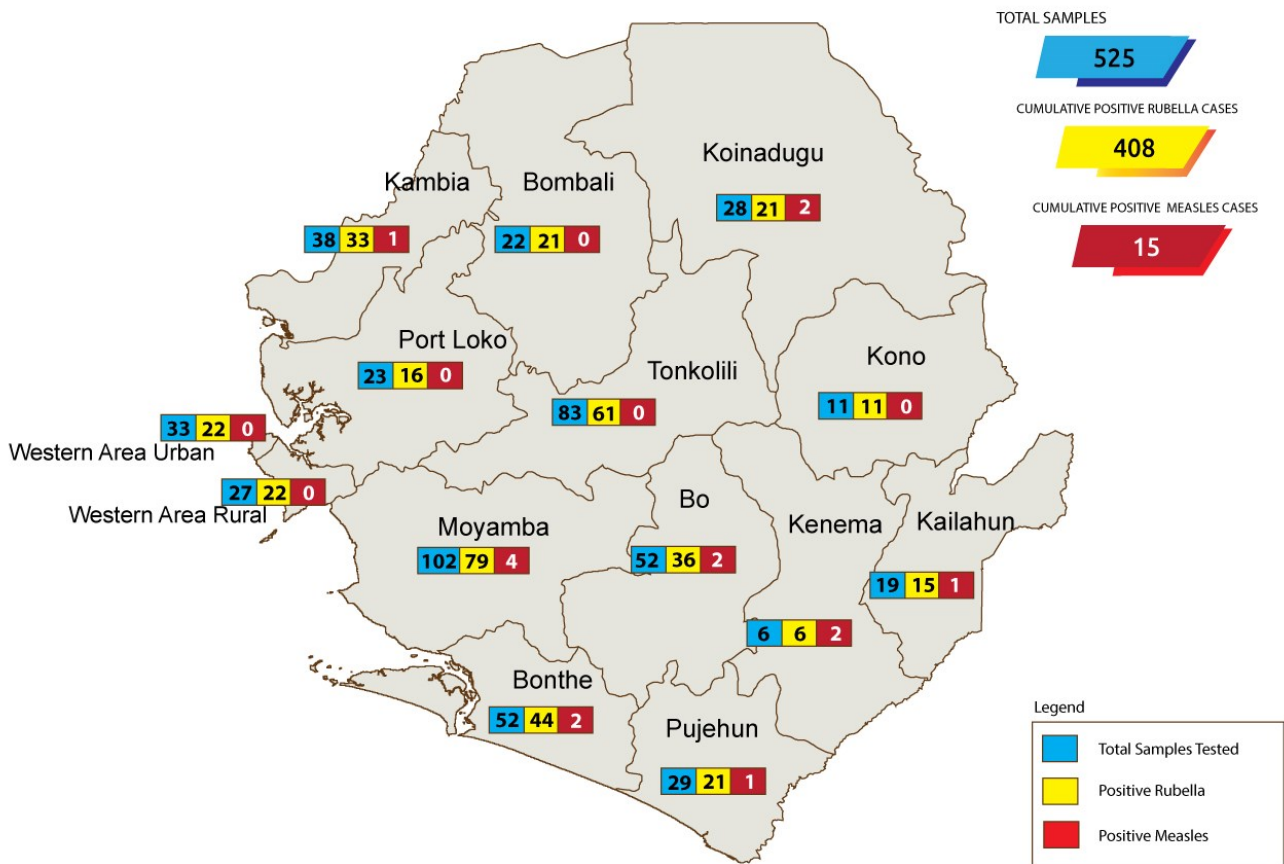 TOTAL SAMPLES
525
CUMULATIVE POSITIVE RUBELLA CASES
408
CUMULATIVE POSITIVE MEASLES CASES
15
Koinadugu
28 21 2
Kambia
38 33 1
Bombali
22 21 0
Port Loko
23 16 0
Tonkolili
83 61 0
Kono
11 11 0
33 22 0
Western Area Urban
27 22 0
Western Area Rural
Moyamba
102 79 4
Bo
52 36 2
Kenema
6 6 2
Kailahun
19 15 1
Bonthe
52 44 2
Pujehun
29 21 1
Legend
Total Samples Tested
Positive Rubella
Positive Measles